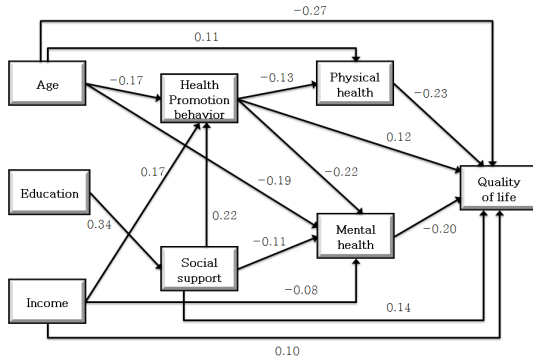 −0.27
0.11
Age
−0.17
Health
Promotion
behavior
−0.13
Physical
health
−0.23
0.12
0.17
−0.22
Education
−0.19
Quality
of life
0.34
0.22
Mental
health
−0.20
−0.11
Social
support
−0.08
Income
0.14
0.10